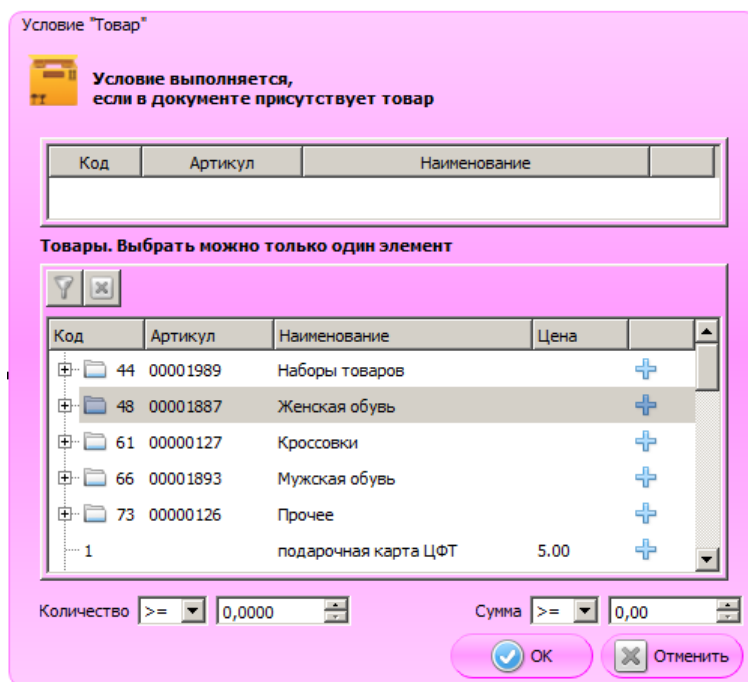 Условие "Товар"
Условие выполняется,
если в документе присутствует товар
Код Артикул Наименование
Товары. Выбрать можно только один элемент
Код Артикул Наименование Цена
44 00001989 Наборы товаров
48 00001887 Женская обувь
61 00000127 Кроссовки
66 00001893 Мужская обувь
73 00000126 Прочее
1 подарочная карта ЦФТ 5.00
Количество >= 0,0000 Сумма >= 0,00
OK Отменить